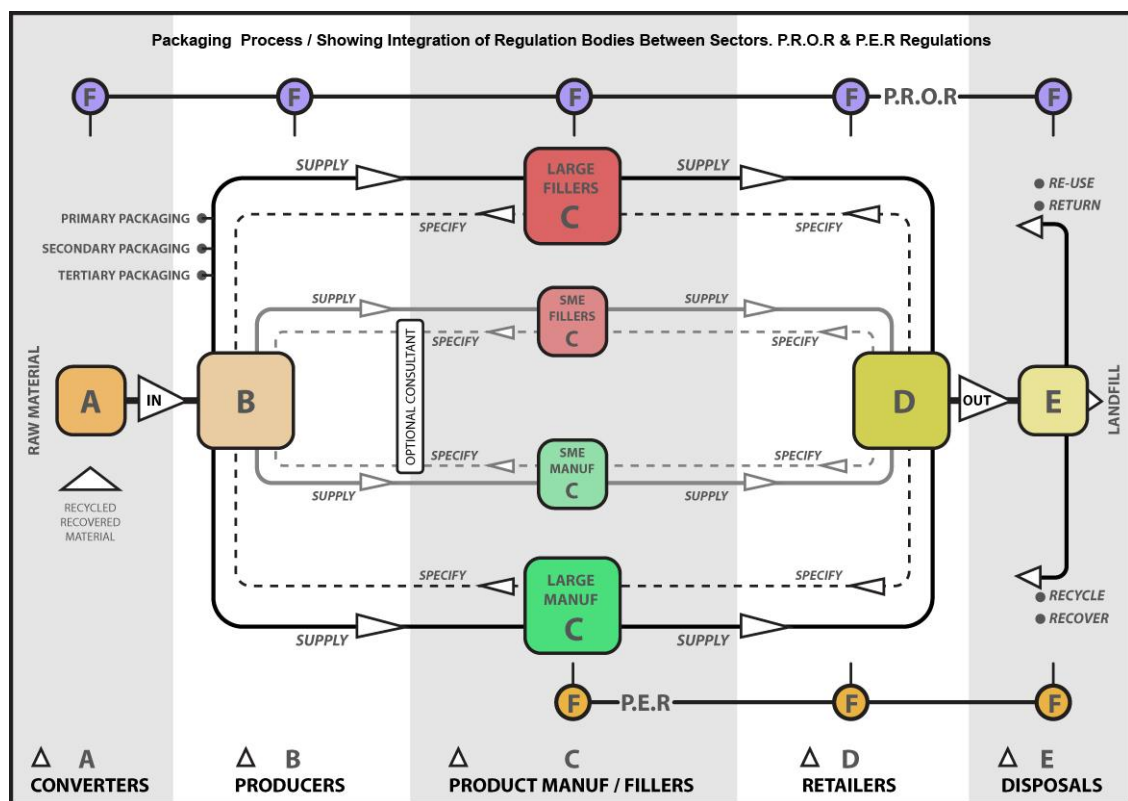 Packaging Process / Showing Integration of Regulation Bodies Between Sectors. P.R.O.R & P.E.R Regulations
F F F F P.R.O.R F
SUPPLY
LARGE
FILLERS
C
SUPPLY
RE-USE
RETURN
PRIMARY PACKAGING
SECONDARY PACKAGING
TERTIARY PACKAGING
SPECIFY
SPECIFY
SUPPLY
SME
FILLERS
C
SUPPLY
SPECIFY
SPECIFY
RAW MATERIAL
A
IN
B
OPTIONAL CONSULTANT
D
OUT
E
LANDFILL
SPECIFY
SME
MANUF
C
SPECIFY
SUPPLY
SUPPLY
RECYCLED
RECOVERED
MATERIAL
SPECIFY
LARGE
MANUF
C
SPECIFY
SUPPLY
SUPPLY
RECYCLE
RECOVER
F P.E.R F F
A
CONVERTERS
B
PRODUCERS
C
PRODUCT MANUF / FILLERS
D
RETAILERS
E
DISPOSALS